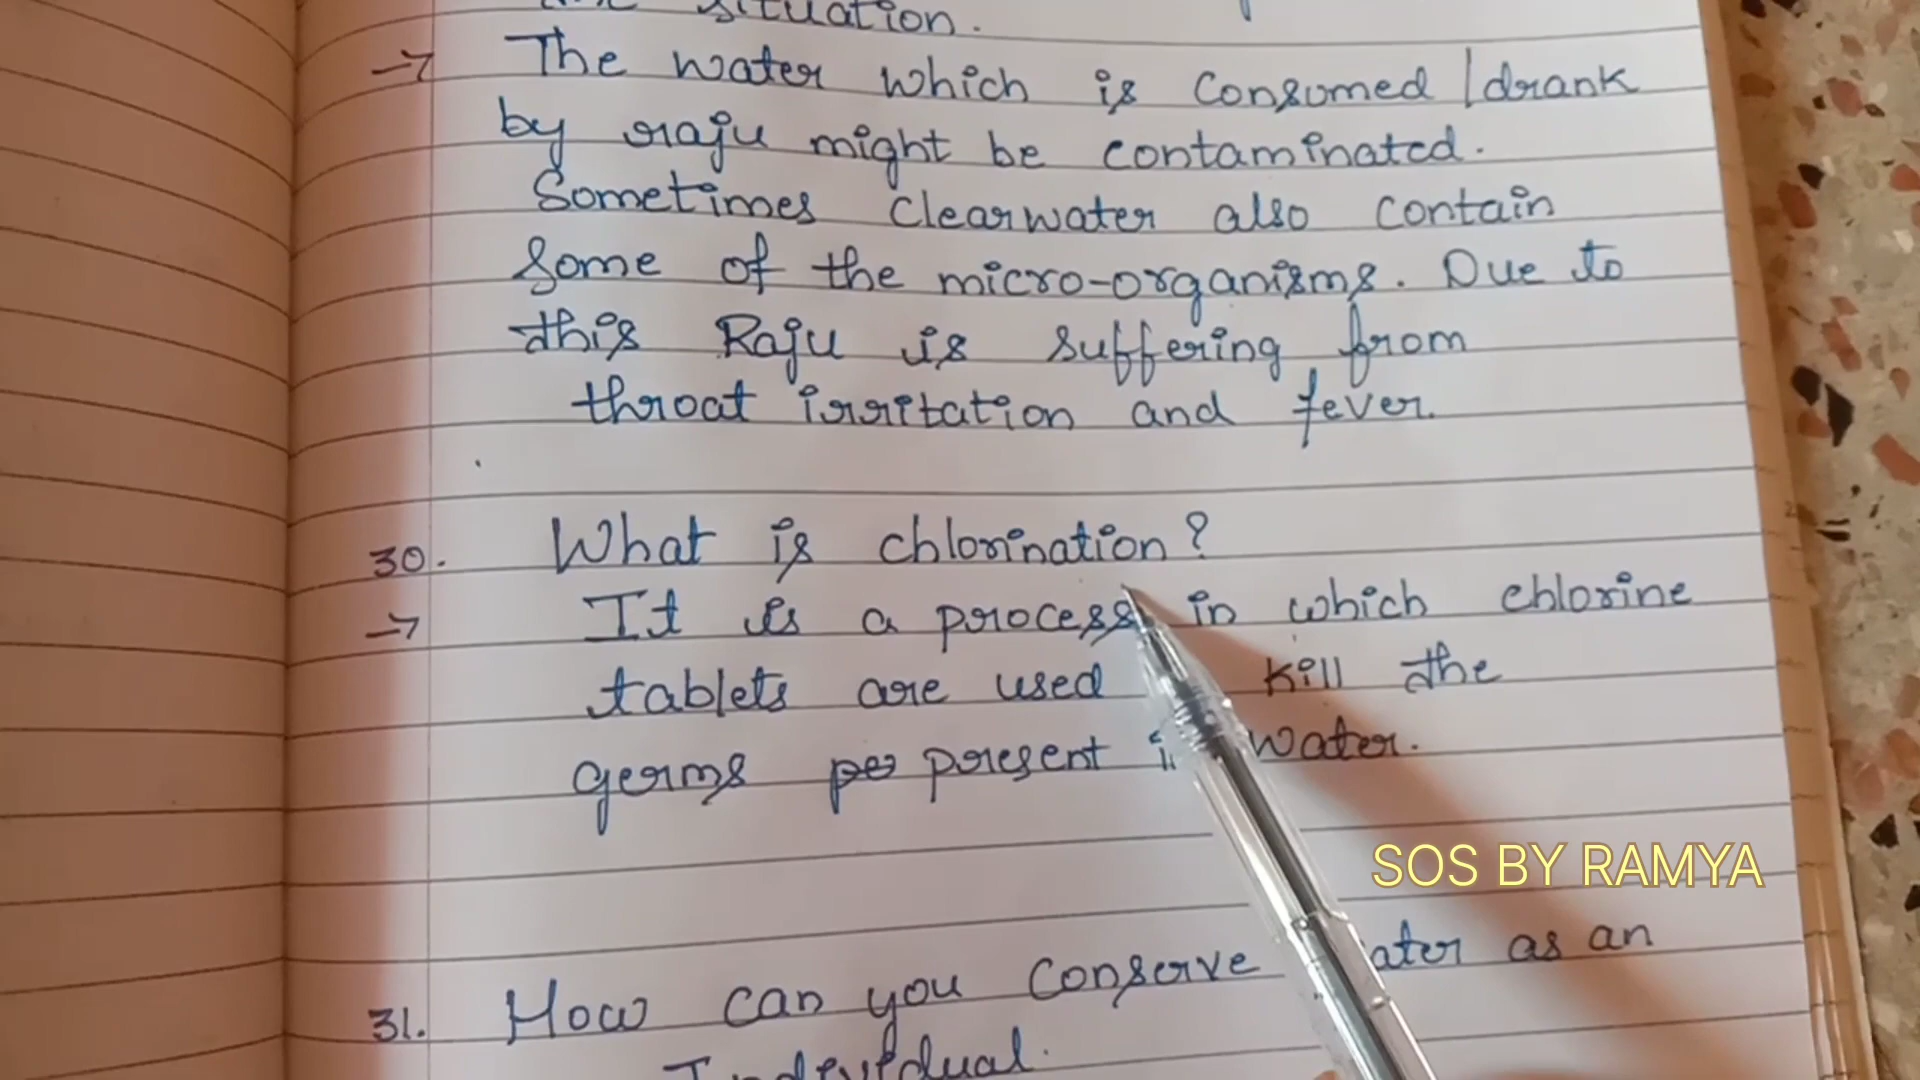 situation.
→ The water which is consumed / drank
by raju might be contaminated.
Sometimes clearwater also contain
some of the micro-organisms. Due to
this Raju is suffering from
throat irritation and fever.
30. What is chlorination?
→ It is a process in which chlorine
tablets are used kill the
germs present water.
SOS BY RAMYA
31. How can you conserve as an
Individual.